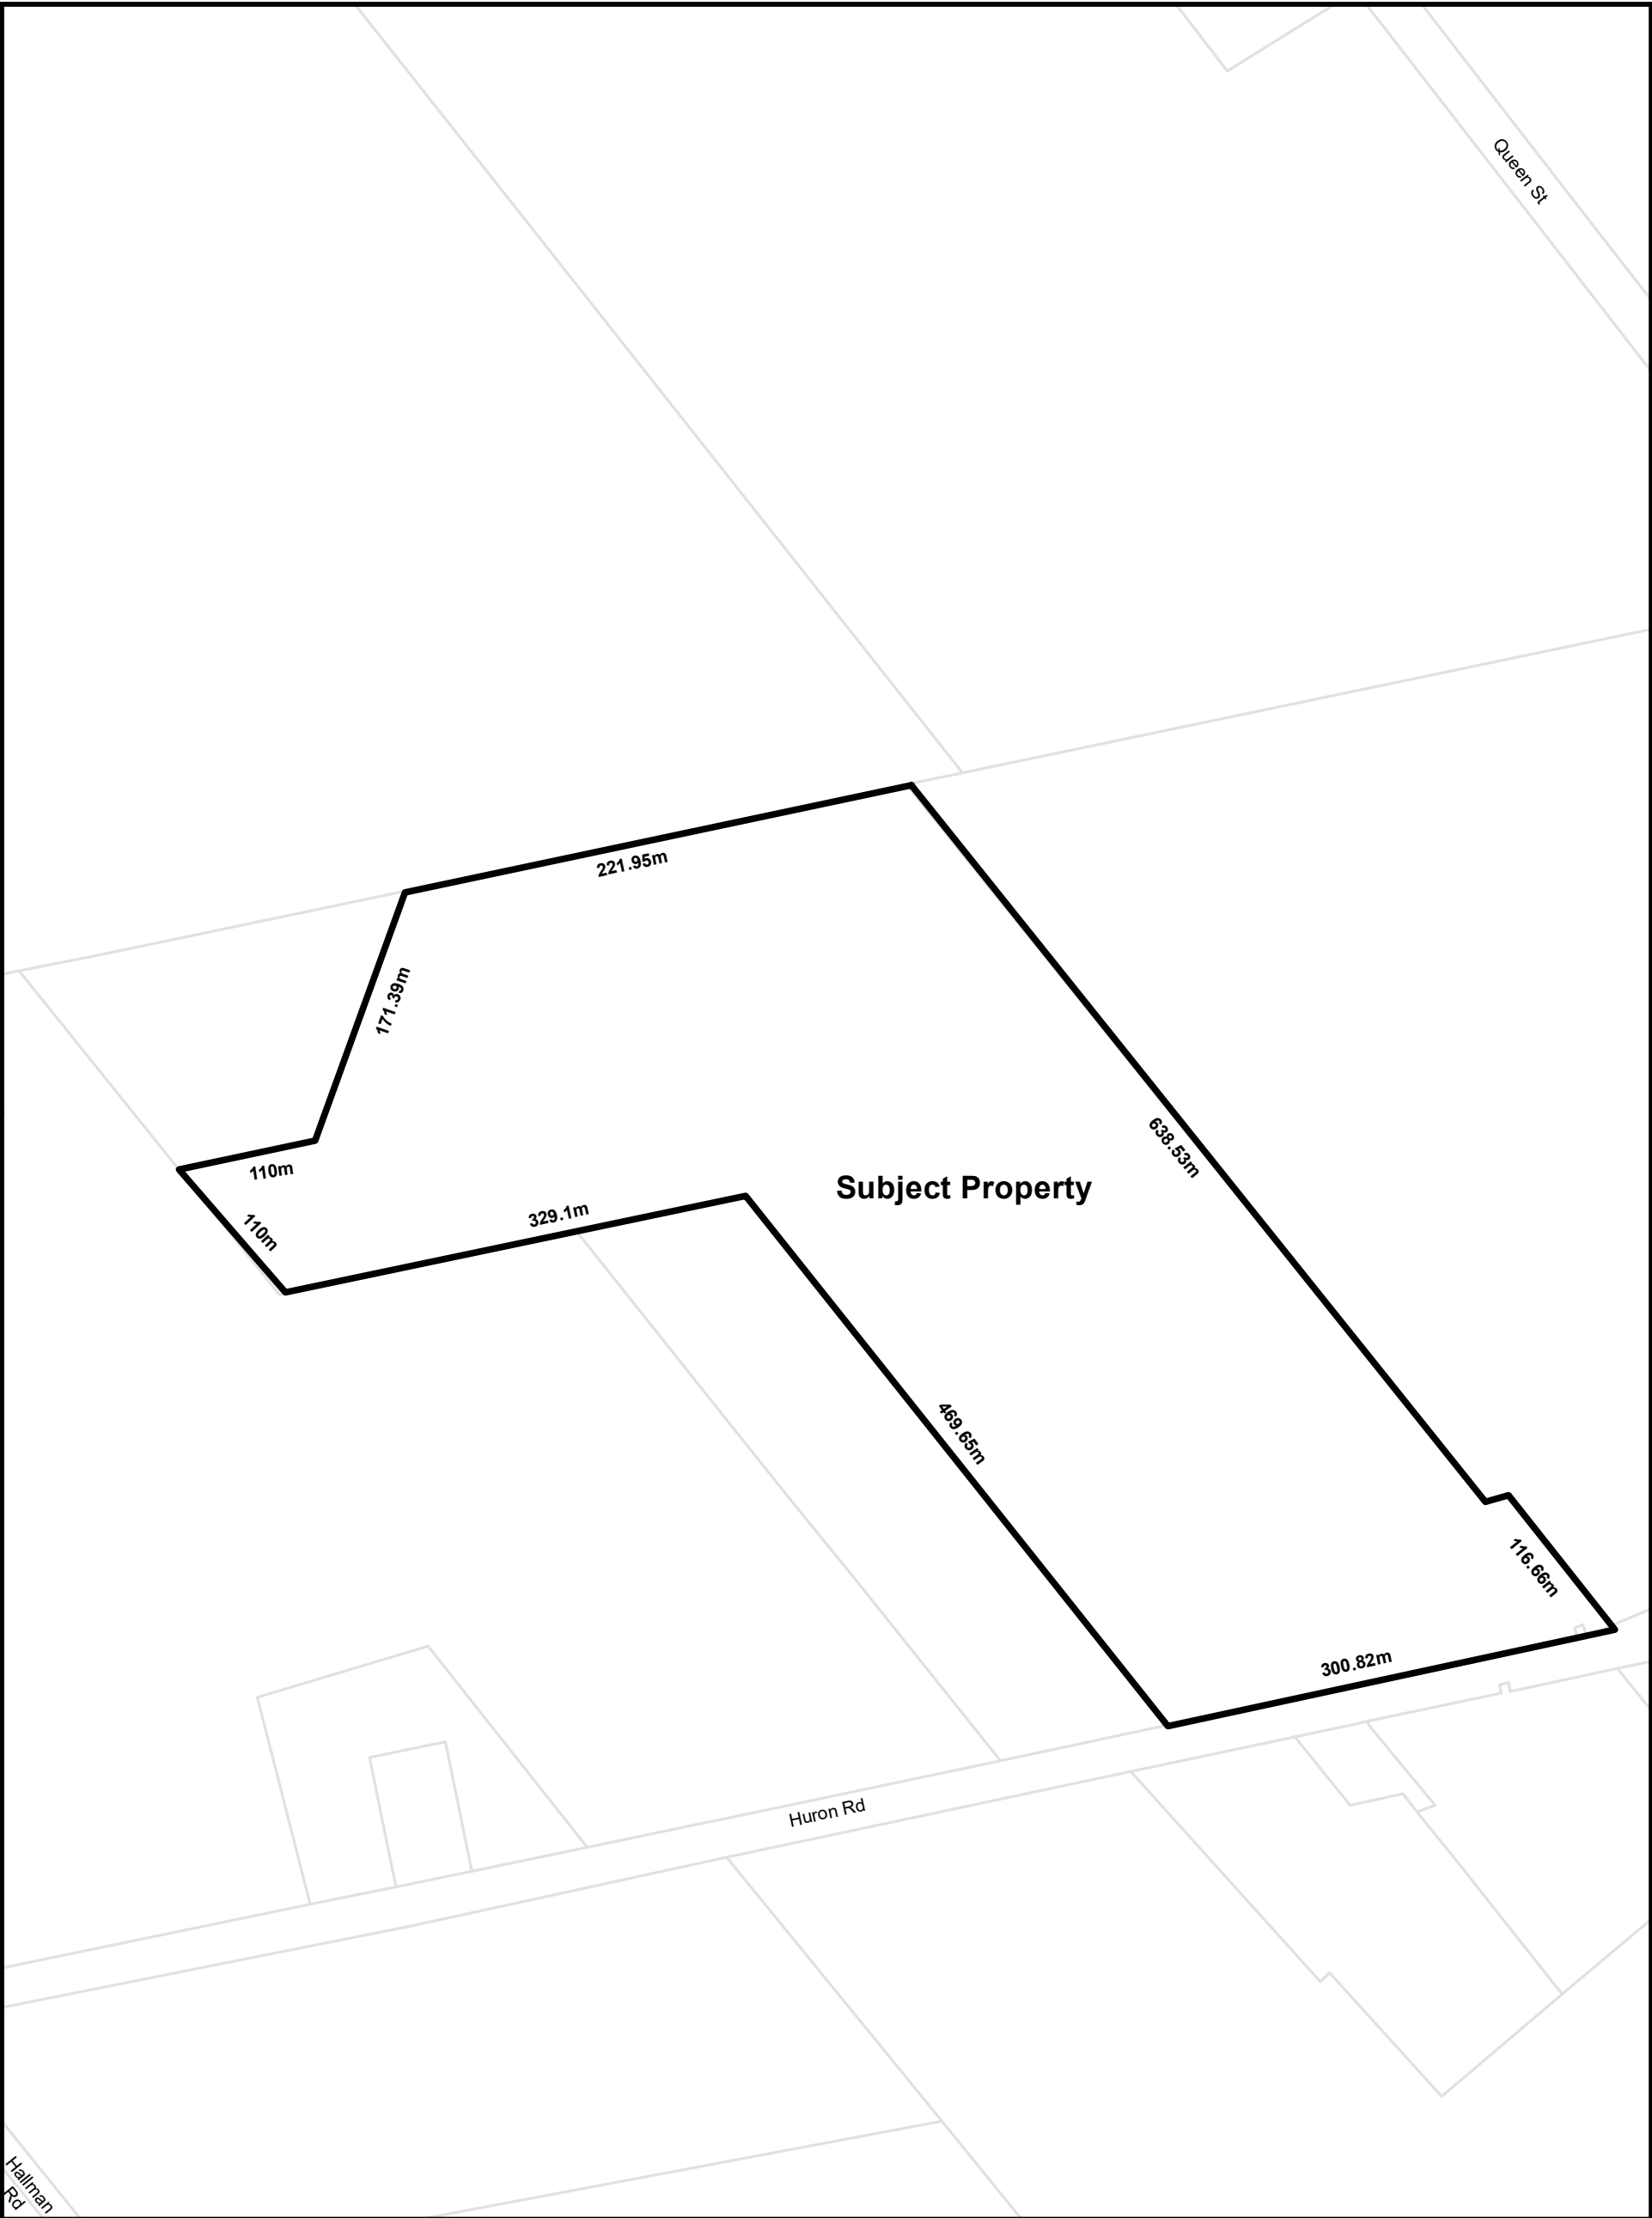 Queen St
221.95m
171.39m
638.53m
110m
Subject Property
329.1m
110m
469.65m
116.66m
300.82m
Huron Rd
Hallman
Rd